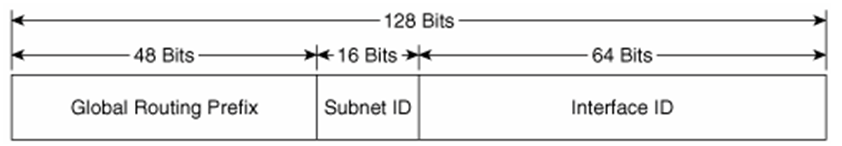 128 Bits
48 Bits 16 Bits 64 Bits
Global Routing Prefix Subnet ID Interface ID